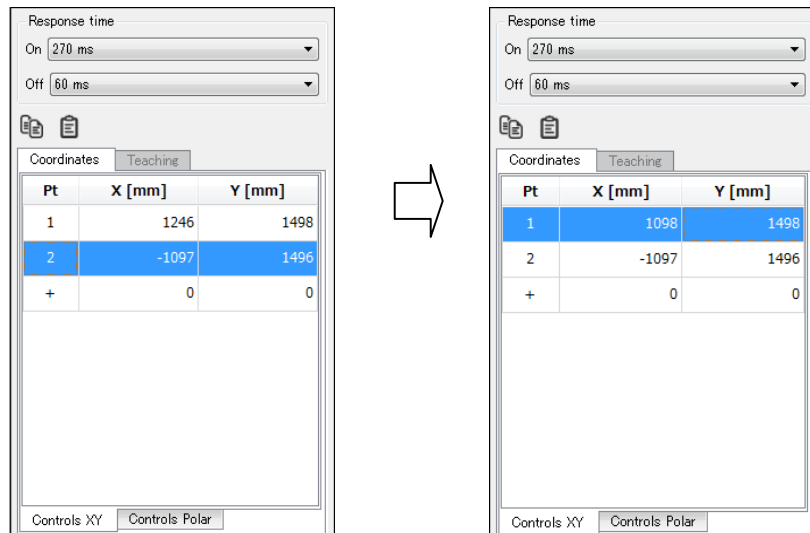 Response time
On 270 ms
Off 60 ms
Coordinates Teaching
Pt X [mm] Y [mm]
1 1246 1498
2 -1097 1496
+ 0 0
Controls XY Controls Polar
Response time
On 270 ms
Off 60 ms
Coordinates Teaching
Pt X [mm] Y [mm]
1 1098 1498
2 -1097 1496
+ 0 0
Controls XY Controls Polar